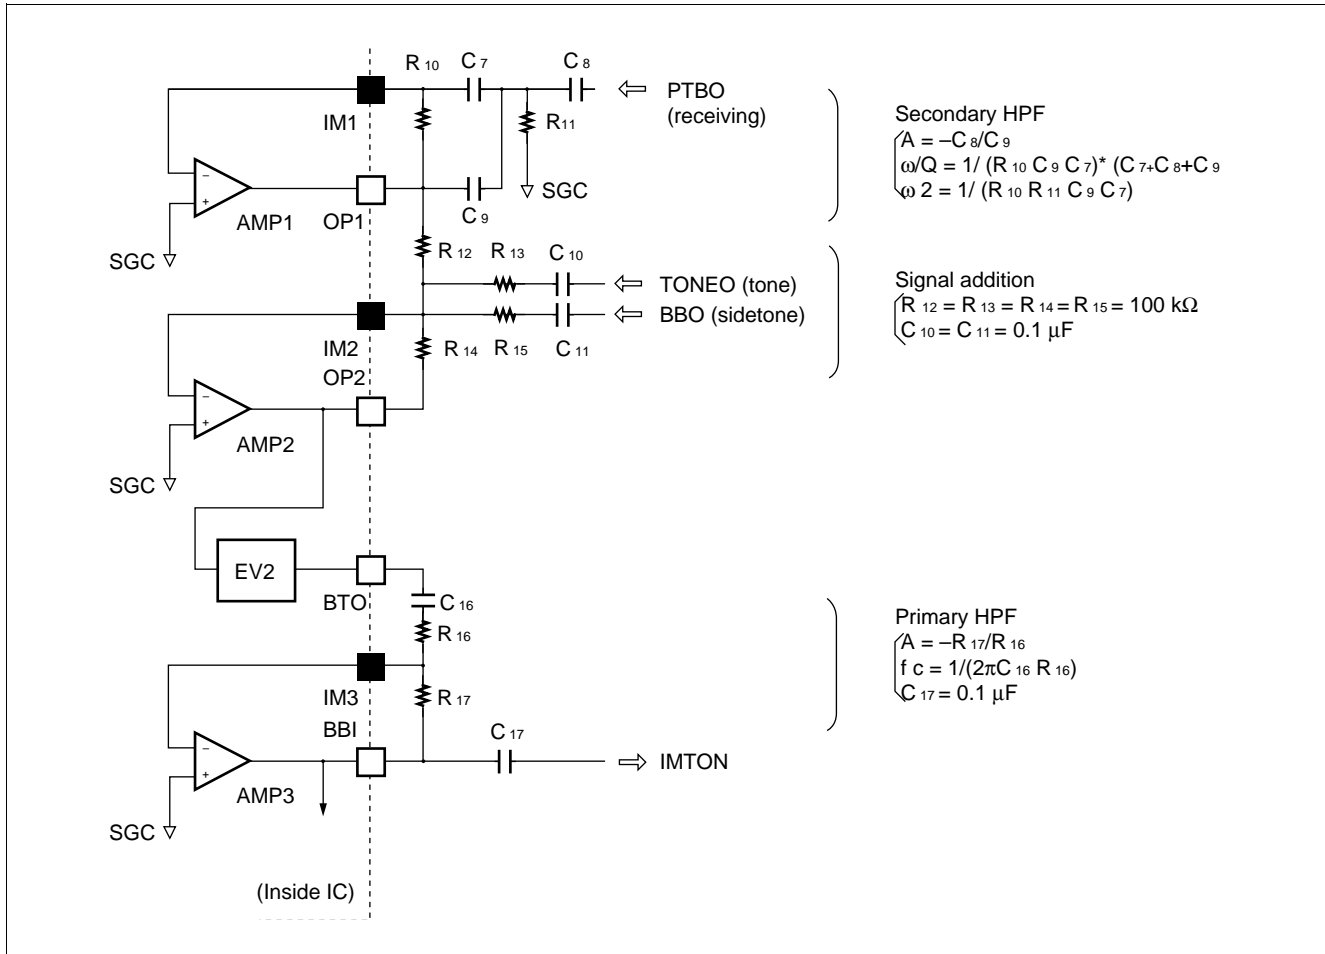 R 10
C 7
C 8
PTBO
(receiving)
IM1
R11
SGC
AMP1
OP1
C 9
SGC
Secondary HPF
A = –C 8/C 9
ω/Q = 1/ (R 10 C 9 C 7)* (C 7+C 8+C 9
ω 2 = 1/ (R 10 R 11 C 9 C 7)
R 12
R 13
C 10
TONEO (tone)
BBO (sidetone)
IM2
R 14
R 15
C 11
OP2
AMP2
SGC
Signal addition
R 12 = R 13 = R 14 = R 15 = 100 kΩ
C 10 = C 11 = 0.1 μF
EV2
BTO
C 16
R 16
IM3
R 17
BBI
C 17
IMTON
AMP3
SGC
Primary HPF
A = –R 17/R 16
f c = 1/(2πC 16 R 16)
C 17 = 0.1 μF
(Inside IC)